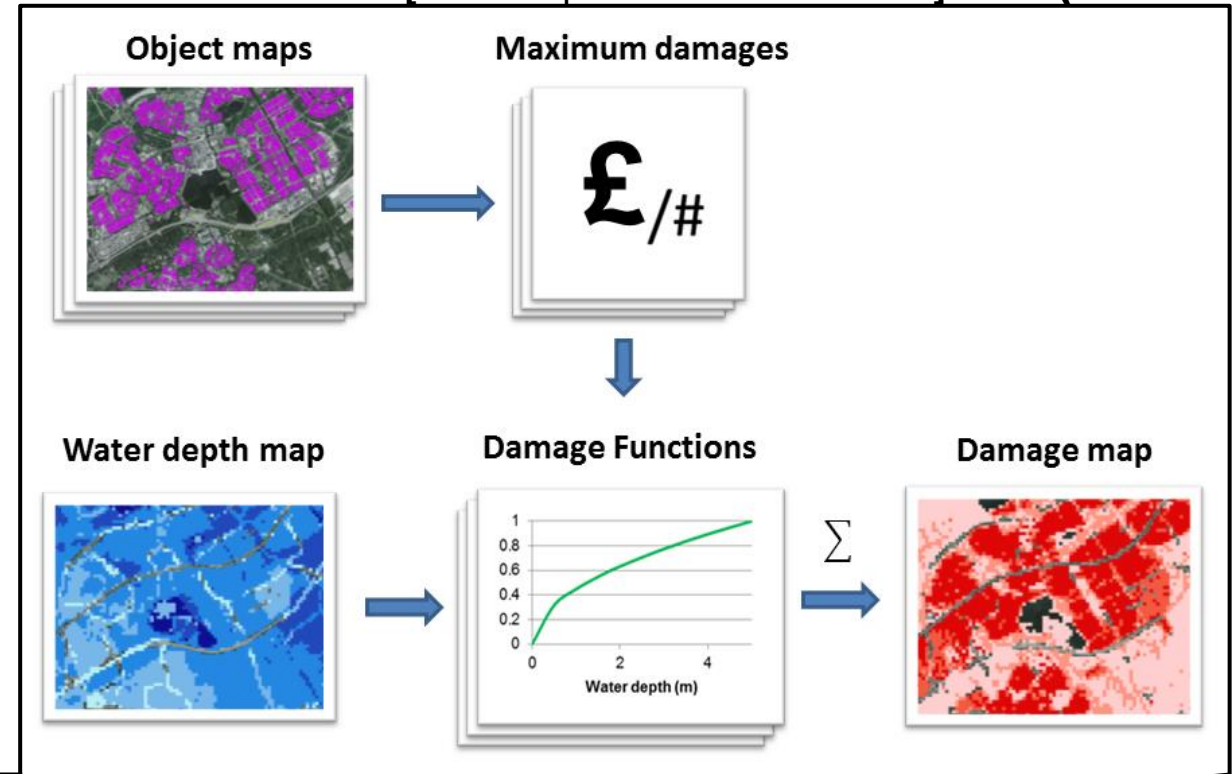 Object maps
Maximum damages
£/#
Water depth map
Damage Functions
Damage map
1
0.8
0.6
0.4
0.2
0
0 2 4
Water depth (m)
∑